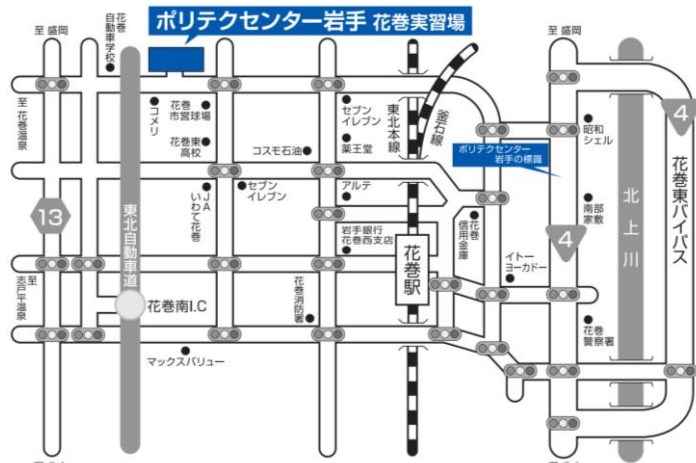 ポリテクセンター岩手 花巻実習場
至 盛岡
花巻
自動車学校
至 盛岡
至 花巻温泉
コメリ
花巻
市営球場
花巻東
高校
セブン
イレブン
薬王堂
東北本線
釜石線
コスモ石油
ポリテクセンター
岩手の標識
昭和
シェル
4
花巻東バイパス
13
東北自動車道
JA
いわて花巻
セブン
イレブン
アルテ
岩手銀行
花巻西支店
花巻駅
花巻
信用金庫
南部
家敷
4
北上川
至
志戸平温泉
花巻南I.C
花巻消防署
イトー
ヨーカドー
花巻
警察署
マックスバリュー